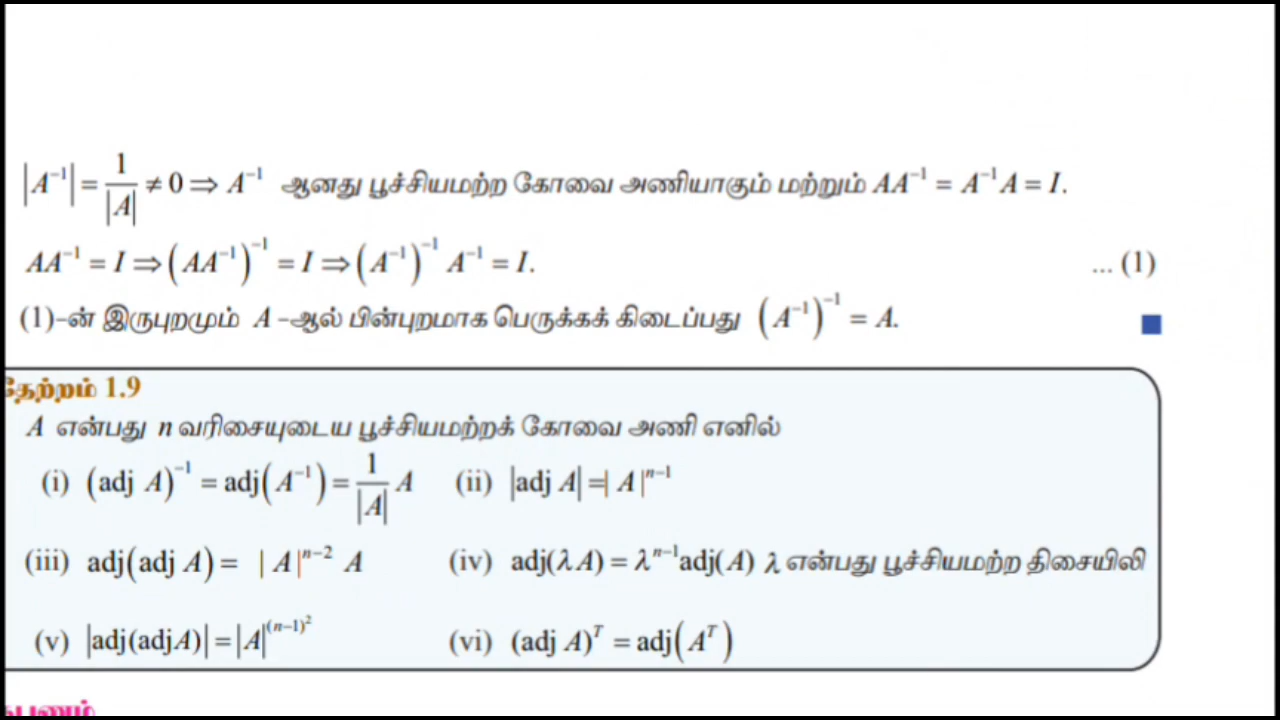 |A⁻¹| = 1/|A| ≠ 0 ⇒ A⁻¹ ஆனது பூச்சியமற்ற கோவை அணியாகும் மற்றும் AA⁻¹ = A⁻¹A = I.
AA⁻¹ = I ⇒ (AA⁻¹)⁻¹ = I ⇒ (A⁻¹)⁻¹ A⁻¹ = I. ... (1)
(1)-ன் இருபுறமும் A -ஆல் பின்புறமாக பெருக்கக் கிடைப்பது (A⁻¹)⁻¹ = A.
தேற்றம் 1.9
A என்பது n வரிசையுடைய பூச்சியமற்றக் கோவை அணி எனில்
(i) (adj A)⁻¹ = adj(A⁻¹) = 1/|A| A (ii) |adj A| = | A |ⁿ⁻¹
(iii) adj(adj A) = | A |ⁿ⁻² A (iv) adj(λA) = λⁿ⁻¹adj(A) λ என்பது பூச்சியமற்ற திசையிலி
(v) |adj(adjA)| = |A|^(n−1)² (vi) (adj A)ᵀ = adj(Aᵀ)